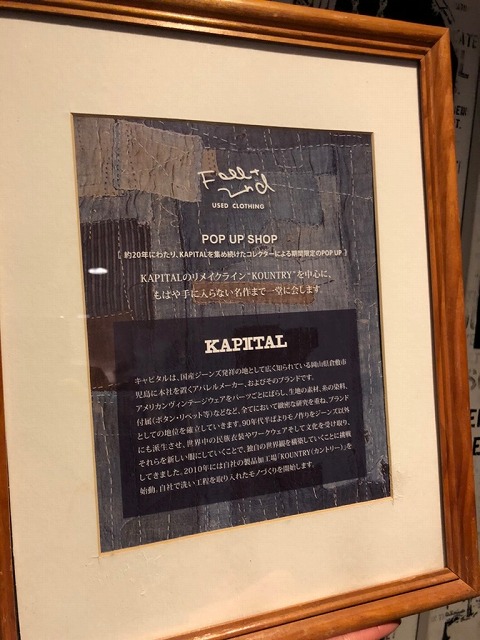 Fall and
USED CLOTHING
POP UP SHOP
[ 約20年にわたり、KAPITALを集め続けたコレクターによる期間限定のPOP UP ]
KAPITALのリメイクライン"KOUNTRY"を中心に、
もはや手に入らない名作まで一堂に会します。
KAPITAL
キャピタルは、国産ジーンズ発祥の地として広く知られている岡山県倉敷市
児島に本社を置くアパレルメーカー、およびそのブランドです。
アメリカンヴィンテージウェアをパーツごとにばらし、生地の素材、糸の染料、
付属(ボタン・リベット等)などなど、全てにおいて緻密な研究を重ね、ブランド
としての地位を確立していきます。90年代半ばよりモノ作りをジーンズ以外
にも派生させ、世界中の民族衣装やワークウェアそして文化を受け取り、
それらを新しい服にしていくことで、独自の世界観を構築していくことに挑戦
してきました。2010年には自社の製品加工場「KOUNTRY(カントリー)」を
始動。自社で洗い工程を取り入れたモノづくりを開始します。